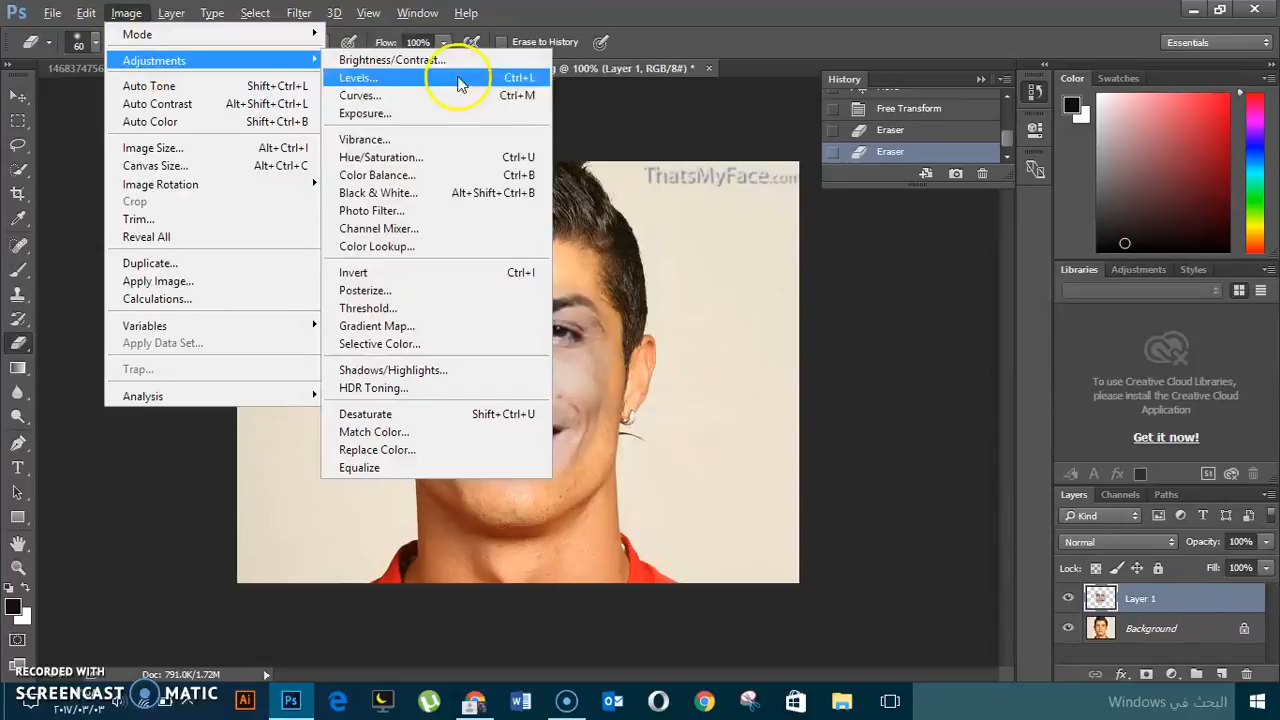 Ps File Edit Image Layer Type Select Filter 3D View Window Help
60 Flow: 100% Erase to History Essentials
Mode
Adjustments
Auto Tone Shift+Ctrl+L
Auto Contrast Alt+Shift+Ctrl+L
Auto Color Shift+Ctrl+B
Image Size... Alt+Ctrl+I
Canvas Size... Alt+Ctrl+C
Image Rotation
Crop
Trim...
Reveal All
Duplicate...
Apply Image...
Calculations...
Variables
Apply Data Set...
Trap...
Analysis
Brightness/Contrast...
Levels... Ctrl+L
Curves... Ctrl+M
Exposure...
Vibrance...
Hue/Saturation... Ctrl+U
Color Balance... Ctrl+B
Black & White... Alt+Shift+Ctrl+B
Photo Filter...
Channel Mixer...
Color Lookup...
Invert Ctrl+I
Posterize...
Threshold...
Gradient Map...
Selective Color...
Shadows/Highlights...
HDR Toning...
Desaturate Shift+Ctrl+U
Match Color...
Replace Color...
Equalize
1468374756 @ 100% (Layer 1, RGB/8#) *
ThatsMyFace.com
History
Free Transform
Eraser
Eraser
Color Swatches
Libraries Adjustments Styles
To use Creative Cloud Libraries,
please install the Creative Cloud
Application
Get it now!
Layers Channels Paths
Kind
Normal Opacity: 100%
Lock: Fill: 100%
Layer 1
Background
Doc: 791.0K/1.72M
RECORDED WITH
SCREENCAST MATIC
٢٠١٧/٠٣/٠٣
Ai Ps
البحث في Windows